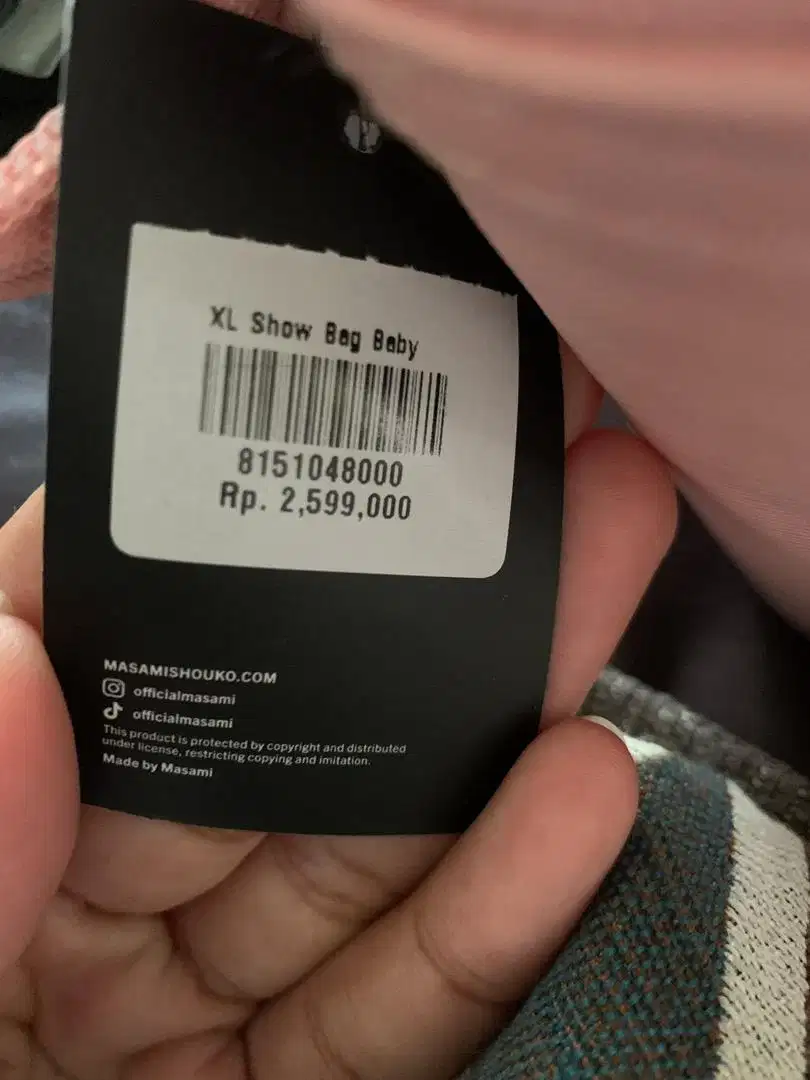 XL Show Bag Baby
8151048000
Rp. 2,599,000
MASAMISHOUKO.COM
officialmasami
officialmasami
This product is protected by copyright and distributed
under license, restricting copying and imitation.
Made by Masami